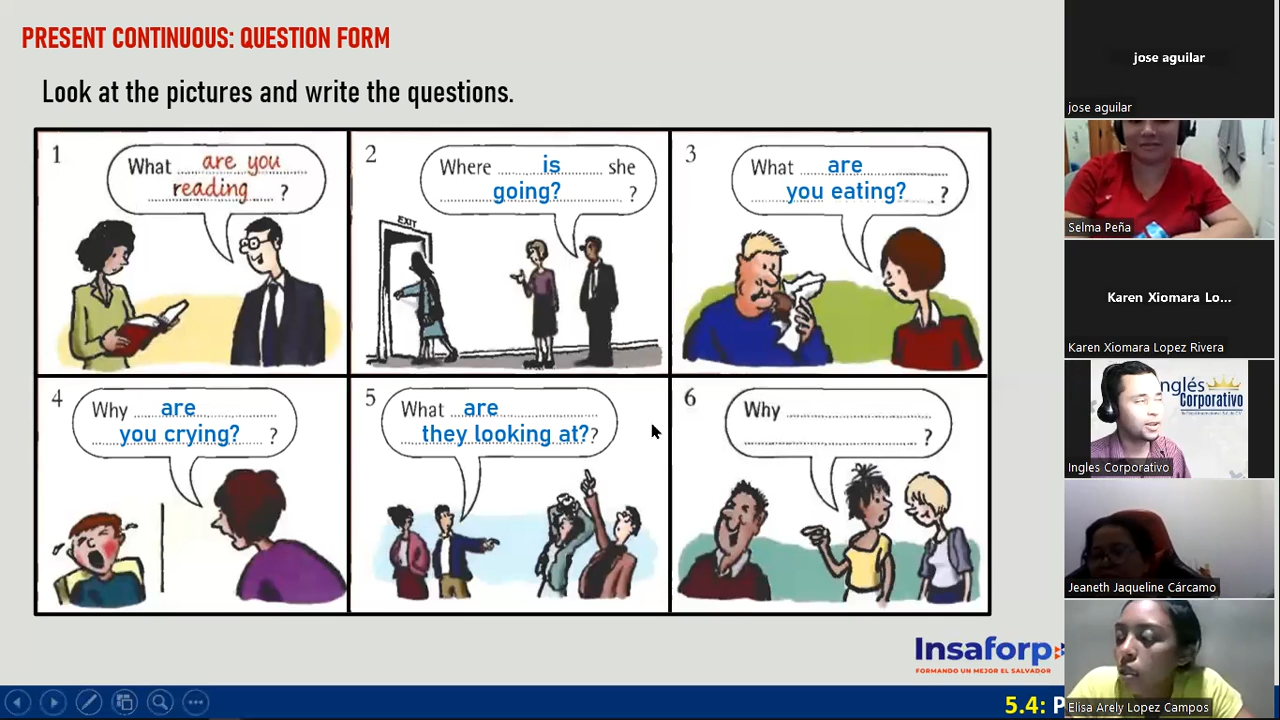 PRESENT CONTINUOUS: QUESTION FORM
Look at the pictures and write the questions.
1
What are you
reading ?
2
Where is she
going? ?
EXIT
3
What are
you eating? ?
4
Why are
you crying? ?
5
What are
they looking at? ?
6
Why
?
Insaforp
FORMANDO UN MEJOR EL SALVADOR
5.4: P
jose aguilar
jose aguilar
Selma Peña
Karen Xiomara Lo...
Karen Xiomara Lopez Rivera
Inglés
Corporativo
Ingles Corporativo
Jeaneth Jaqueline Cárcamo
Elisa Arely Lopez Campos